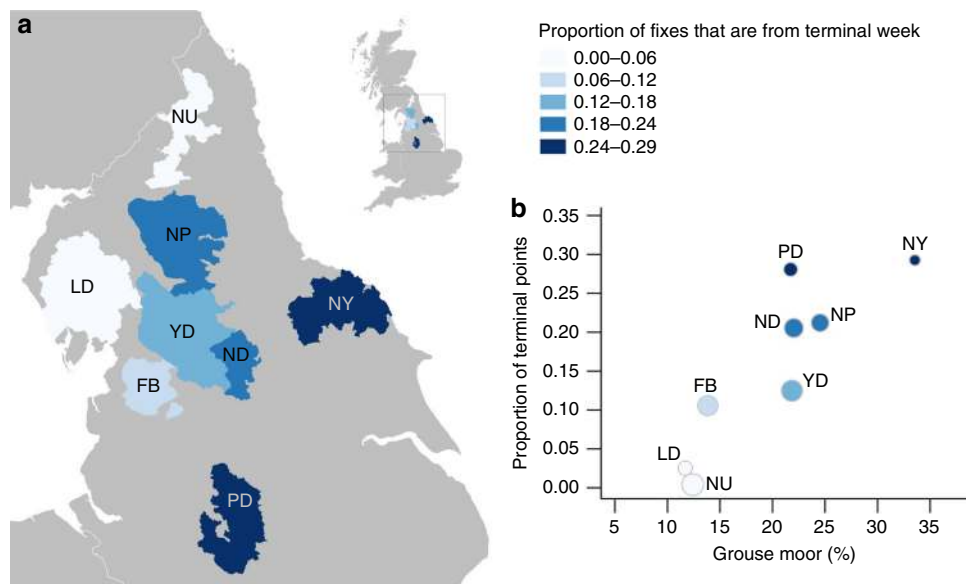 a
NU
NP
LD
NY
YD
ND
FB
PD
Proportion of fixes that are from terminal week
0.00–0.06
0.06–0.12
0.12–0.18
0.18–0.24
0.24–0.29
b
Proportion of terminal points
0.35
0.30
0.25
0.20
0.15
0.10
0.05
0.00
PD
NY
ND
NP
YD
FB
LD
NU
5
10
15
20
25
30
35
Grouse moor (%)